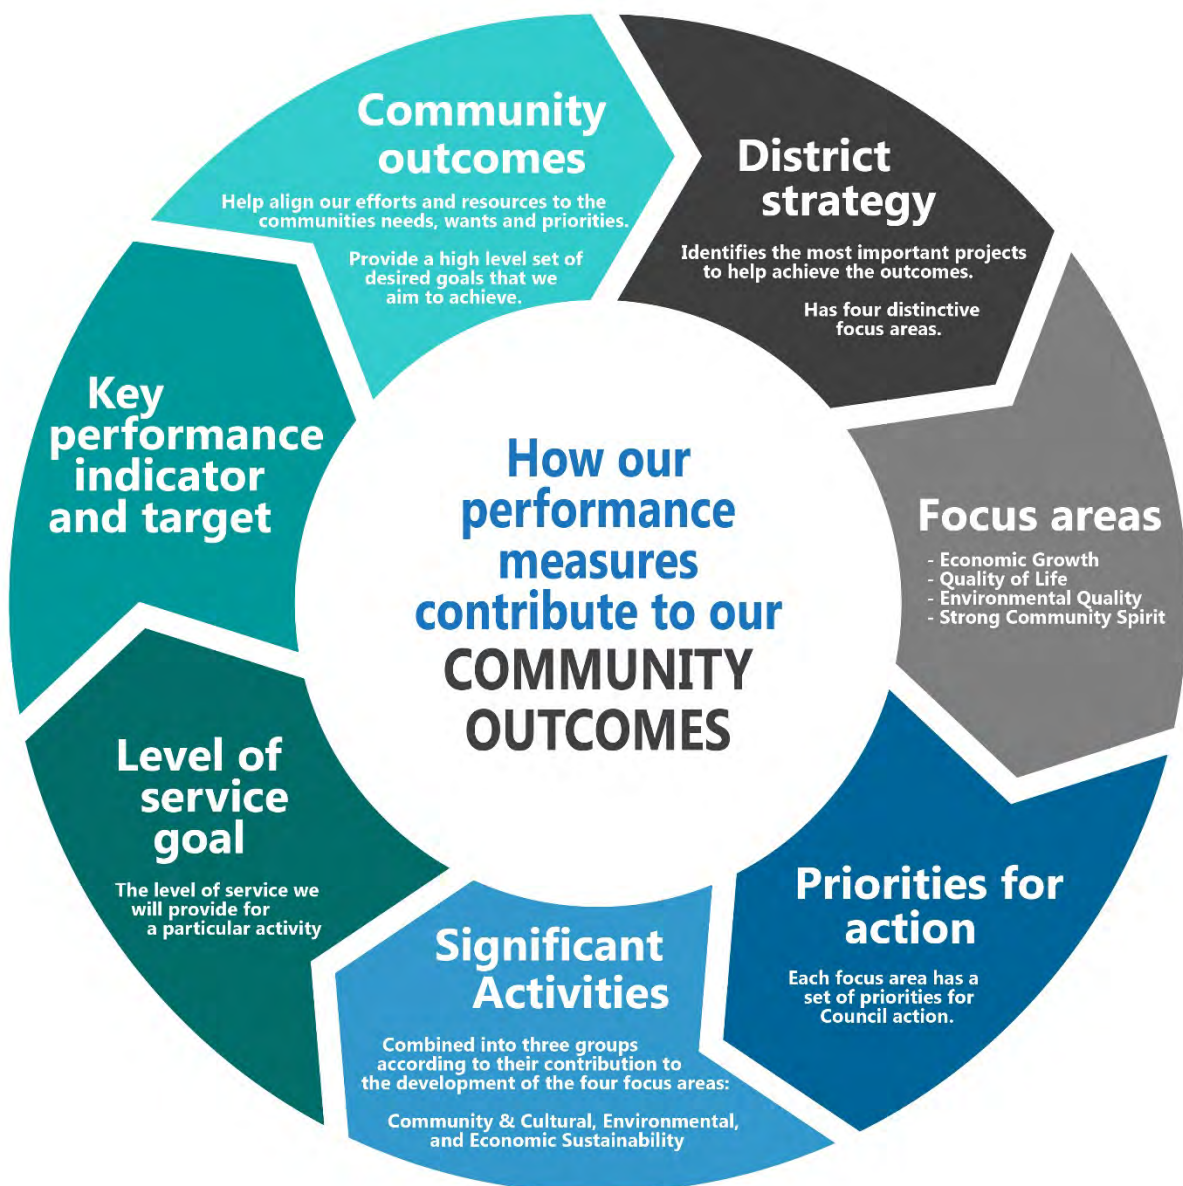 Community
outcomes
Help align our efforts and resources to the
communities needs, wants and priorities.
Provide a high level set of
desired goals that we
aim to achieve.
District
strategy
Identifies the most important projects
to help achieve the outcomes.
Has four distinctive
focus areas.
Focus areas
- Economic Growth
- Quality of Life
- Environmental Quality
- Strong Community Spirit
Priorities for
action
Each focus area has a
set of priorities for
Council action.
Significant
Activities
Combined into three groups
according to their contribution to
the development of the four focus areas:
Community & Cultural, Environmental,
and Economic Sustainability
Level of
service
goal
The level of service we
will provide for
a particular activity
Key
performance
indicator
and target
How our
performance
measures
contribute to our
COMMUNITY
OUTCOMES